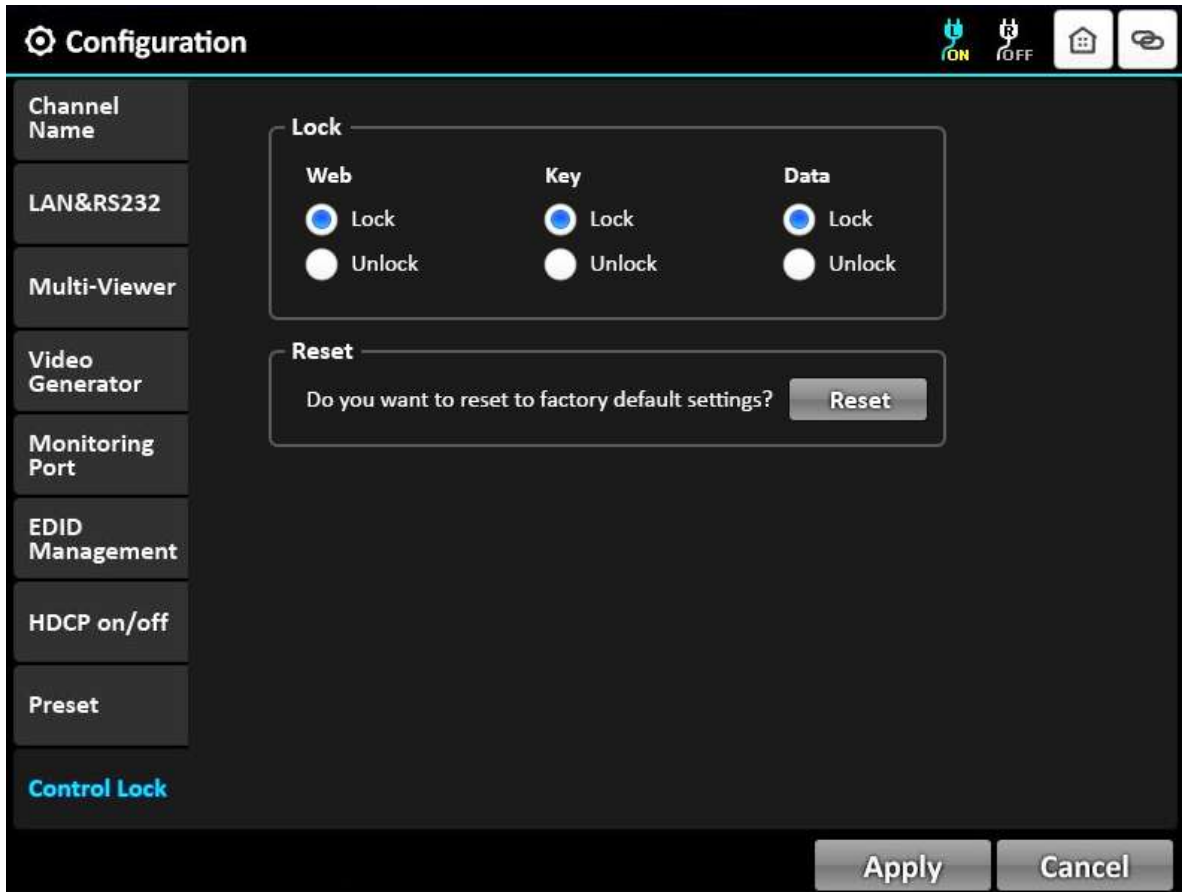 Configuration
L
ON
R
OFF
Channel
Name
LAN&RS232
Multi-Viewer
Video
Generator
Monitoring
Port
EDID
Management
HDCP on/off
Preset
Control Lock
Lock
Web Key Data
Lock Lock Lock
Unlock Unlock Unlock
Reset
Do you want to reset to factory default settings? Reset
Apply Cancel